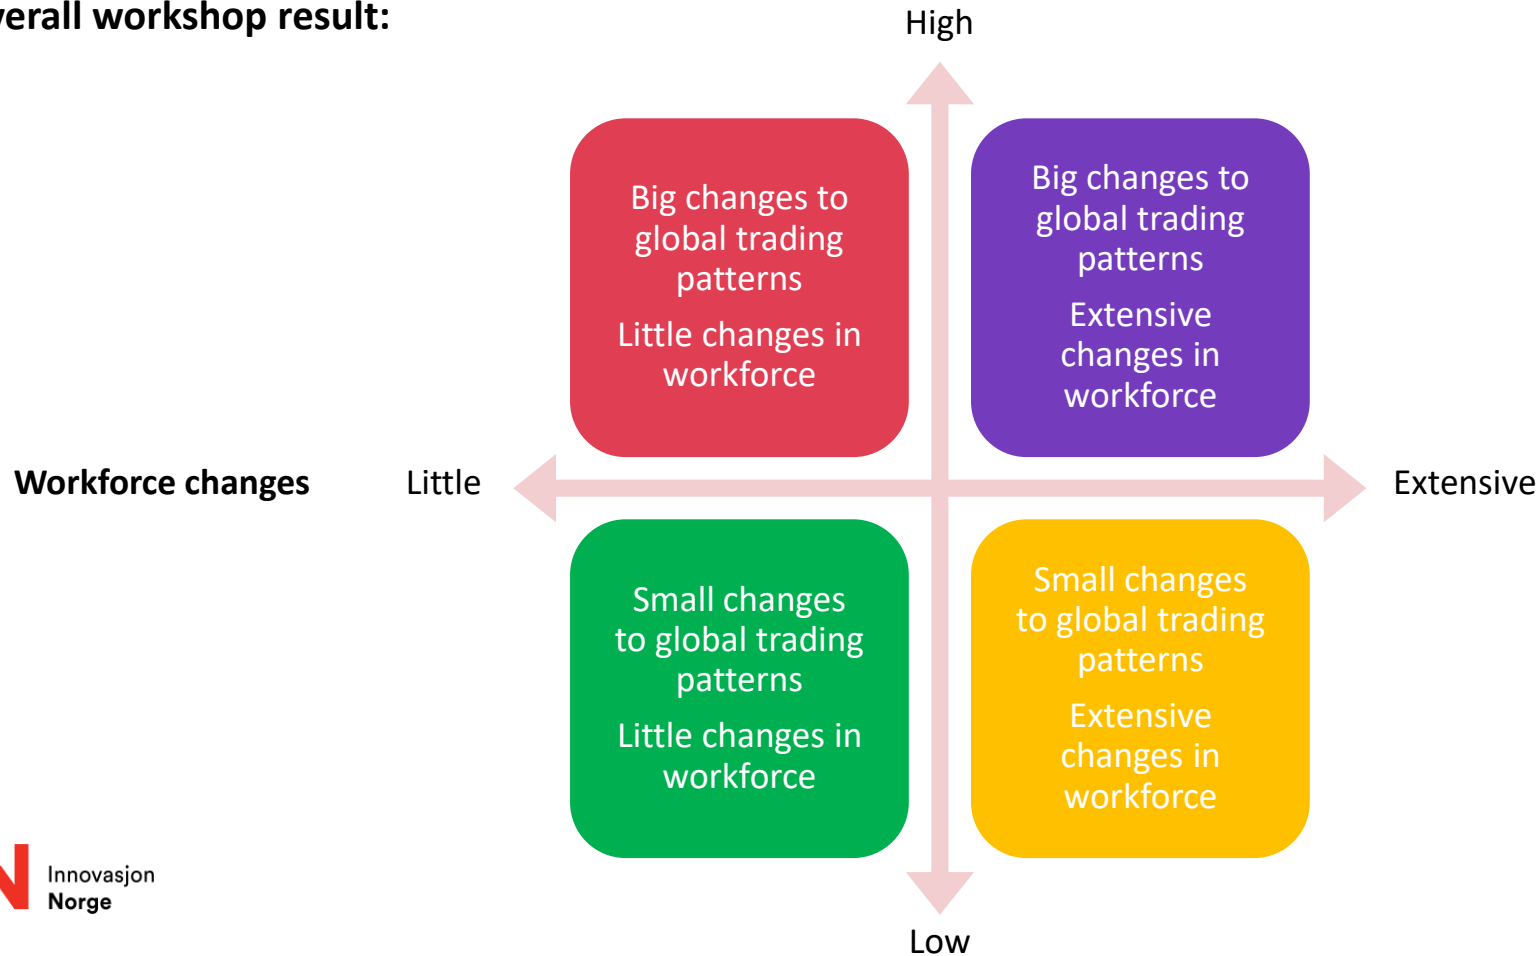 verall workshop result:
High
Big changes to
global trading
patterns
Little changes in
workforce
Big changes to
global trading
patterns
Extensive
changes in
workforce
Workforce changes
Little
Extensive
Small changes
to global trading
patterns
Little changes in
workforce
Small changes
to global trading
patterns
Extensive
changes in
workforce
Innovasjon
Norge
Low